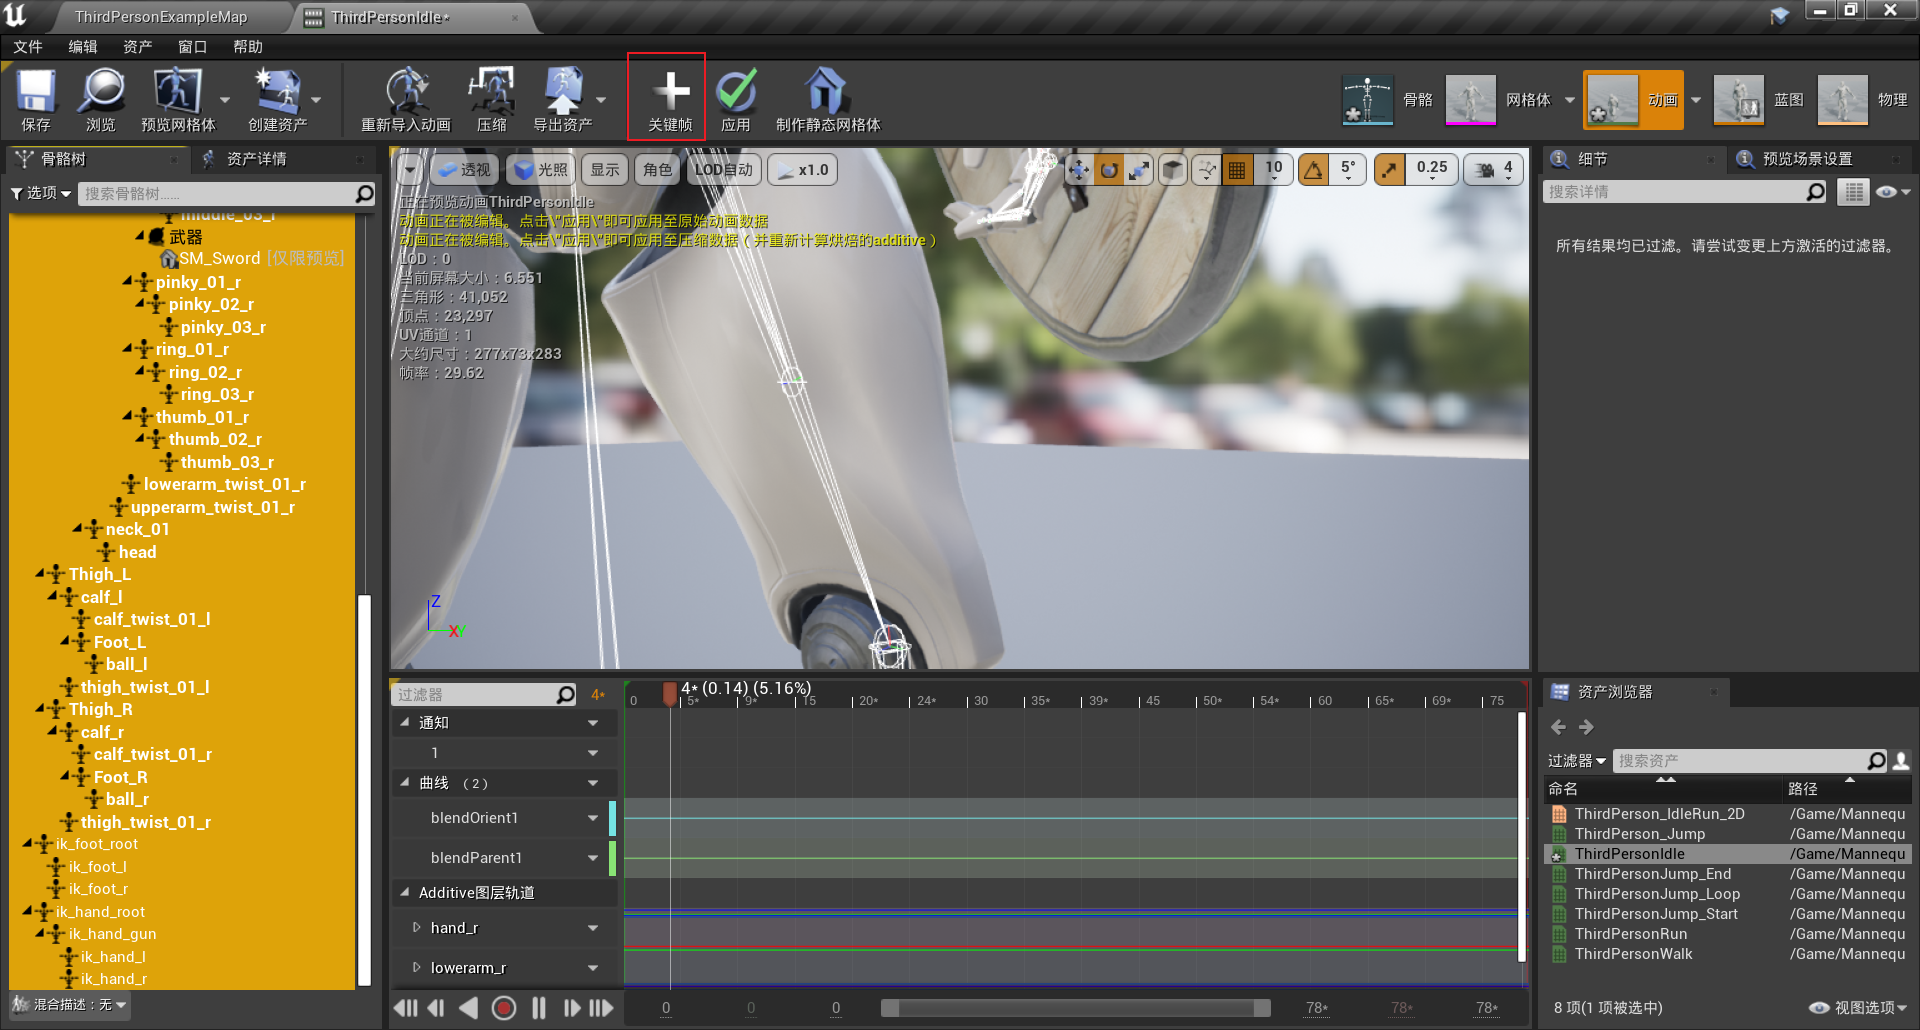 ThirdPersonExampleMap
ThirdPersonIdle*
文件 编辑 资产 窗口 帮助
保存 浏览 预览网格体 创建资产 重新导入动画 压缩 导出资产 关键帧 应用 制作静态网格体 骨骼 网格体 动画 蓝图 物理
骨骼树 资产详情
选项 搜索骨骼树......
middle_03_r
武器
SM_Sword [仅限预览]
pinky_01_r
pinky_02_r
pinky_03_r
ring_01_r
ring_02_r
ring_03_r
thumb_01_r
thumb_02_r
thumb_03_r
lowerarm_twist_01_r
upperarm_twist_01_r
neck_01
head
Thigh_L
calf_l
calf_twist_01_l
Foot_L
ball_l
thigh_twist_01_l
Thigh_R
calf_r
calf_twist_01_r
Foot_R
ball_r
thigh_twist_01_r
ik_foot_root
ik_foot_l
ik_foot_r
ik_hand_root
ik_hand_gun
ik_hand_l
ik_hand_r
混合描述：无
透视 光照 显示 角色 LOD自动 x1.0 10 5° 0.25 4
正在预览动画ThirdPersonIdle
动画正在被编辑。点击\"应用\"即可应用至原始动画数据
动画正在被编辑。点击\"应用\"即可应用至压缩数据（并重新计算烘焙的additive）
LOD：0
当前屏幕大小：6.551
三角形：41,052
顶点：23,297
UV通道：1
大约尺寸：277x73x283
帧率：29.62
Z
X Y
过滤器 4*
4* (0.14) (5.16%)
0 5* 9* 15 20* 24* 30 35* 39* 45 50* 54* 60 65* 69* 75
通知
1
曲线 （2）
blendOrient1
blendParent1
Additive图层轨道
hand_r
lowerarm_r
0 0 0 78* 78* 78*
细节 预览场景设置
搜索详情
所有结果均已过滤。请尝试变更上方激活的过滤器。
资产浏览器
过滤器 搜索资产
命名 路径
ThirdPerson_IdleRun_2D /Game/Mannequ
ThirdPerson_Jump /Game/Mannequ
ThirdPersonIdle /Game/Mannequ
ThirdPersonJump_End /Game/Mannequ
ThirdPersonJump_Loop /Game/Mannequ
ThirdPersonJump_Start /Game/Mannequ
ThirdPersonRun /Game/Mannequ
ThirdPersonWalk /Game/Mannequ
8 项(1 项被选中) 视图选项